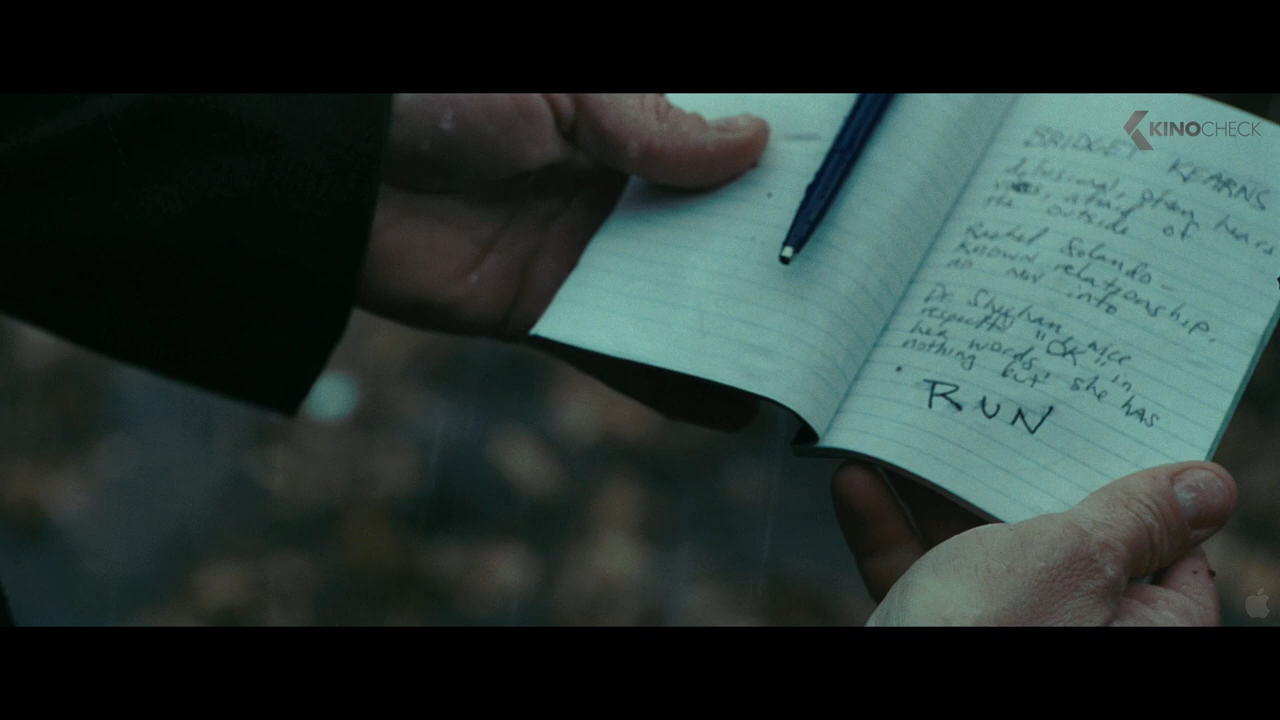 KINOCHECK
BRIDGET KEARNS
delusional, often hears
afraid of
the outside
Rachel Solando -
KNOWN relationship.
no new info
Dr. Sheehan, nice
respectful "OK", in
her words,
nothing but she has
RUN